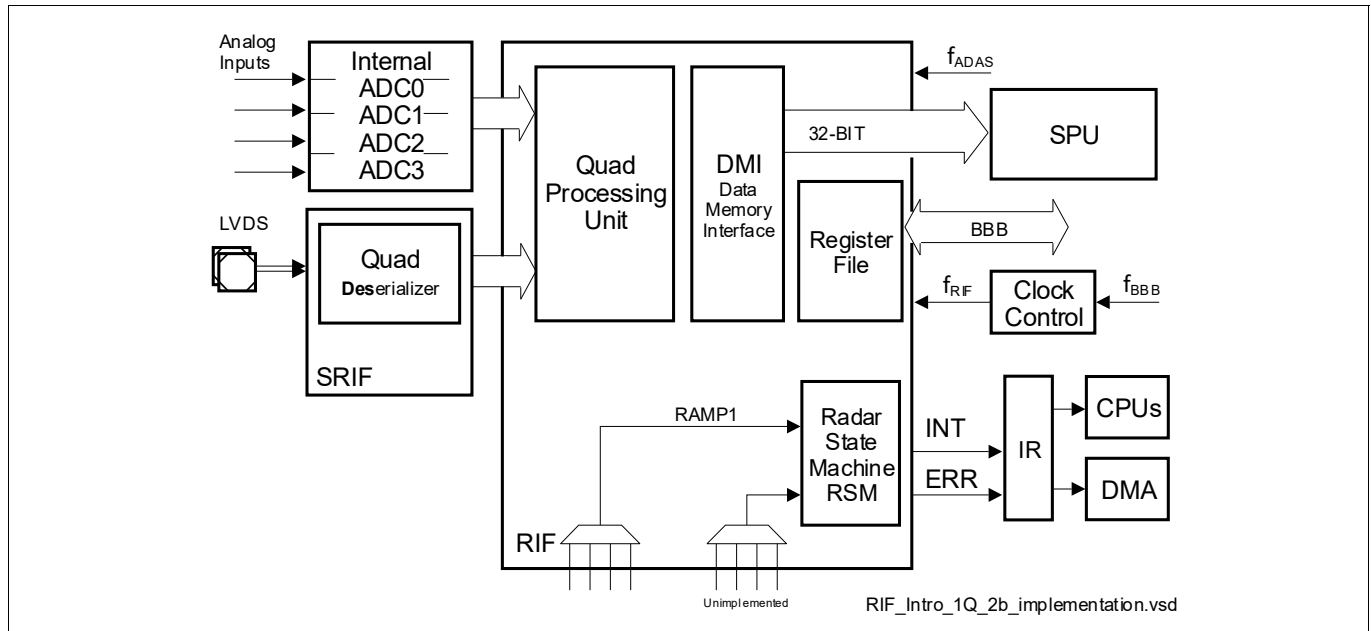 Analog
Inputs
Internal
ADC0
ADC1
ADC2
ADC3
LVDS
Quad
Deserializer
SRIF
Quad
Processing
Unit
DMI
Data
Memory
Interface
32-BIT
Register
File
fADAS
SPU
BBB
fRIF
Clock
Control
fBBB
RAMP1
Radar
State
Machine
RSM
INT
ERR
IR
CPUs
DMA
RIF
Unimplemented
RIF_Intro_1Q_2b_implementation.vsd